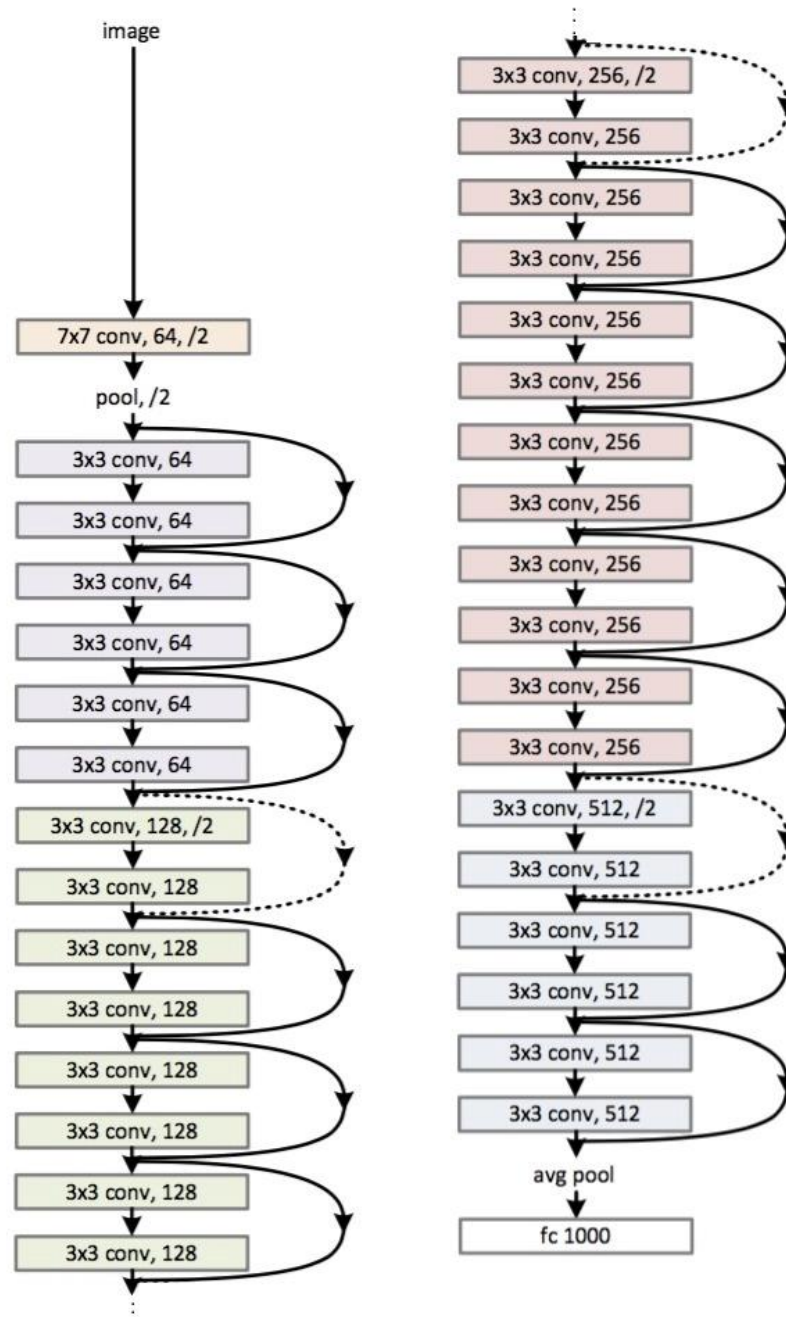 image
7x7 conv, 64, /2
pool, /2
3x3 conv, 64
3x3 conv, 64
3x3 conv, 64
3x3 conv, 64
3x3 conv, 64
3x3 conv, 64
3x3 conv, 128, /2
3x3 conv, 128
3x3 conv, 128
3x3 conv, 128
3x3 conv, 128
3x3 conv, 128
3x3 conv, 128
3x3 conv, 128
3x3 conv, 256, /2
3x3 conv, 256
3x3 conv, 256
3x3 conv, 256
3x3 conv, 256
3x3 conv, 256
3x3 conv, 256
3x3 conv, 256
3x3 conv, 256
3x3 conv, 256
3x3 conv, 256
3x3 conv, 256
3x3 conv, 512, /2
3x3 conv, 512
3x3 conv, 512
3x3 conv, 512
3x3 conv, 512
3x3 conv, 512
avg pool
fc 1000